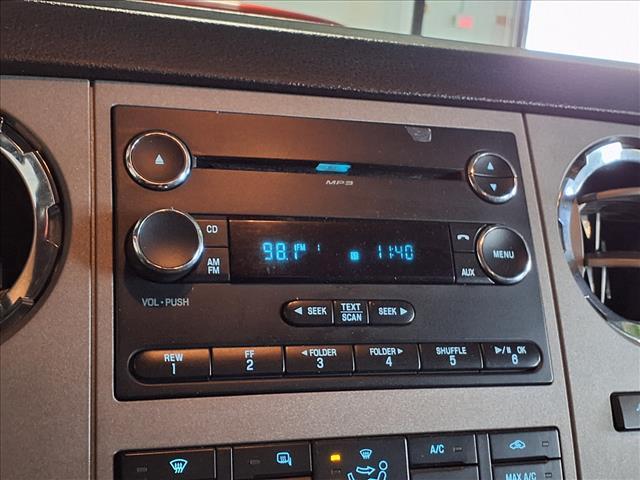 MP3
CD
98.1 FM 1 11:40
MENU
AM
FM
AUX
VOL•PUSH
◄ SEEK TEXT SCAN SEEK ►
REW 1 FF 2 ◄FOLDER 3 FOLDER► 4 SHUFFLE 5 ►/II OK 6
A/C
MAX A/C